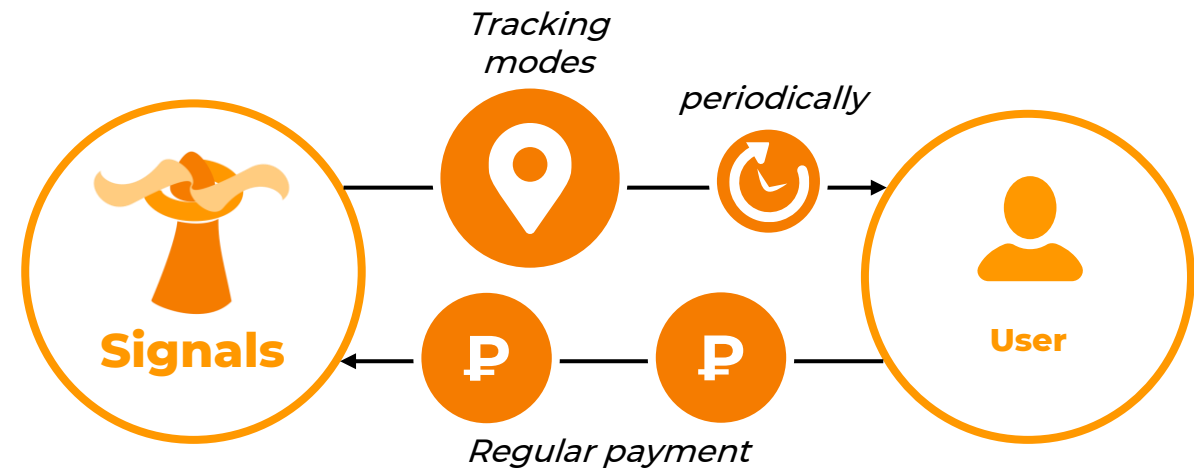 Tracking
modes
periodically
Signals
₽
₽
User
Regular payment